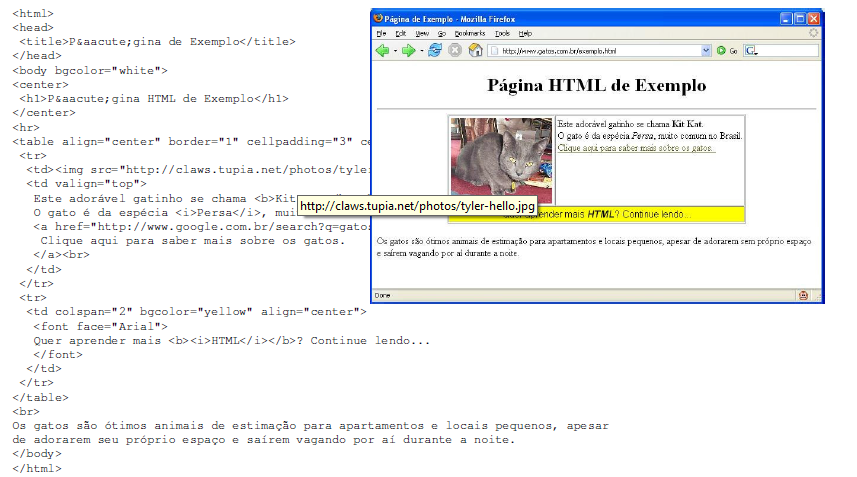 <html>
<head>
<title>P&aacute;gina de Exemplo</title>
</head>
<body bgcolor="white">
<center>
<h1>P&aacute;gina HTML de Exemplo</h1>
</center>
<hr>
<table align="center" border="1" cellpadding="3" ce
<tr>
<td><img src="http://claws.tupia.net/photos/tyler
<td valign="top">
Este adorável gatinho se chama <b>Kit
O gato é da espécie <i>Persa</i>, mui
<a href="http://www.google.com.br/search?q=gatos
Clique aqui para saber mais sobre os gatos.
</a><br>
</td>
</tr>
<tr>
<td colspan="2" bgcolor="yellow" align="center">
<font face="Arial">
Quer aprender mais <b><i>HTML</i></b>? Continue lendo...
</font>
</td>
</tr>
</table>
<br>
Os gatos são ótimos animais de estimação para apartamentos e locais pequenos, apesar
de adorarem seu próprio espaço e saírem vagando por aí durante a noite.
</body>
</html>
Página de Exemplo - Mozilla Firefox
File Edit View Go Bookmarks Tools Help
http://www.gatos.com.br/exemplo.html Go
Página HTML de Exemplo
Este adorável gatinho se chama Kit Kat.
O gato é da espécia Persa, muito comum no Brasil.
Clique aqui para saber mais sobre os gatos.
http://claws.tupia.net/photos/tyler-hello.jpg
aprender mais HTML? Continue lendo...
Os gatos são ótimos animais de estimação para apartamentos e locais pequenos, apesar de adorarem sem próprio espaço
e saírem vagando por aí durante a noite.
Done